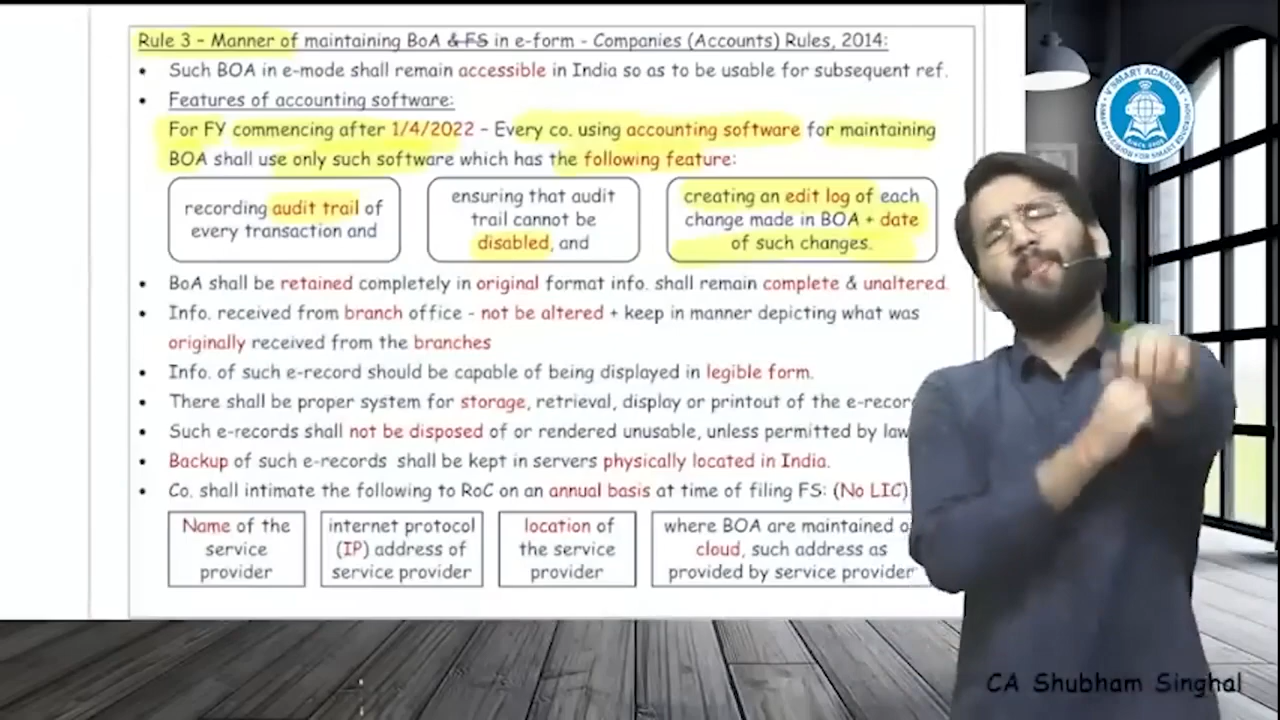 Rule 3 – Manner of maintaining BoA & FS in e-form - Companies (Accounts) Rules, 2014:
• Such BOA in e-mode shall remain accessible in India so as to be usable for subsequent ref.
• Features of accounting software:
For FY commencing after 1/4/2022 – Every co. using accounting software for maintaining
BOA shall use only such software which has the following feature:
recording audit trail of
every transaction and
ensuring that audit
trail cannot be
disabled, and
creating an edit log of each
change made in BOA + date
of such changes.
• BoA shall be retained completely in original format info. shall remain complete & unaltered.
• Info. received from branch office - not be altered + keep in manner depicting what was
originally received from the branches
• Info. of such e-record should be capable of being displayed in legible form.
• There shall be proper system for storage, retrieval, display or printout of the
• Such e-records shall not be disposed of or rendered unusable, unless permitted by law
• Backup of such e-records shall be kept in servers physically located in India.
• Co. shall intimate the following to RoC on an annual basis at time of filing FS: (No LIC)
Name of the
service
provider
internet protocol
(IP) address of
service provider
location of
the service
provider
where BOA are maintained
cloud, such address as
provided by service provider
V'SMART ACADEMY
CA Shubham Singhal